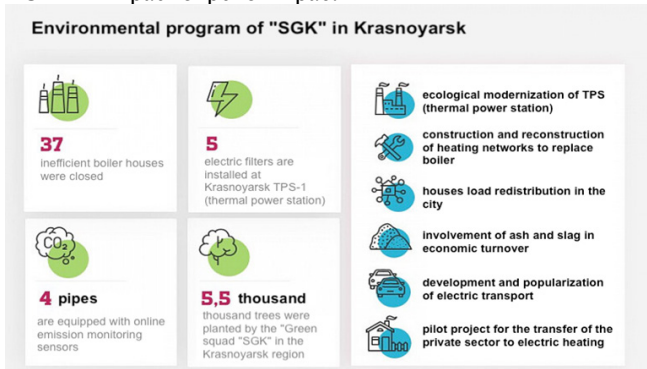 Environmental program of "SGK" in Krasnoyarsk
37
inefficient boiler houses
were closed
5
electric filters are
installed at
Krasnoyarsk TPS-1
(thermal power station)
CO₂
4 pipes
are equipped with online
emission monitoring
sensors
5,5 thousand
thousand trees were
planted by the "Green
squad "SGK" in the
Krasnoyarsk region
ecological modernization of TPS
(thermal power station)
construction and reconstruction
of heating networks to replace
boiler
houses load redistribution in the
city
involvement of ash and slag in
economic turnover
development and popularization
of electric transport
pilot project for the transfer of the
private sector to electric heating